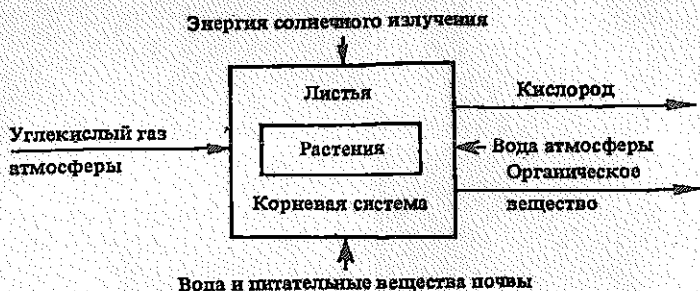 Энергия солнечного излучения
Листья
Кислород
Углекислый газ
атмосферы
Растения
Вода атмосферы
Органическое
вещество
Корневая система
Вода и питательные вещества почвы